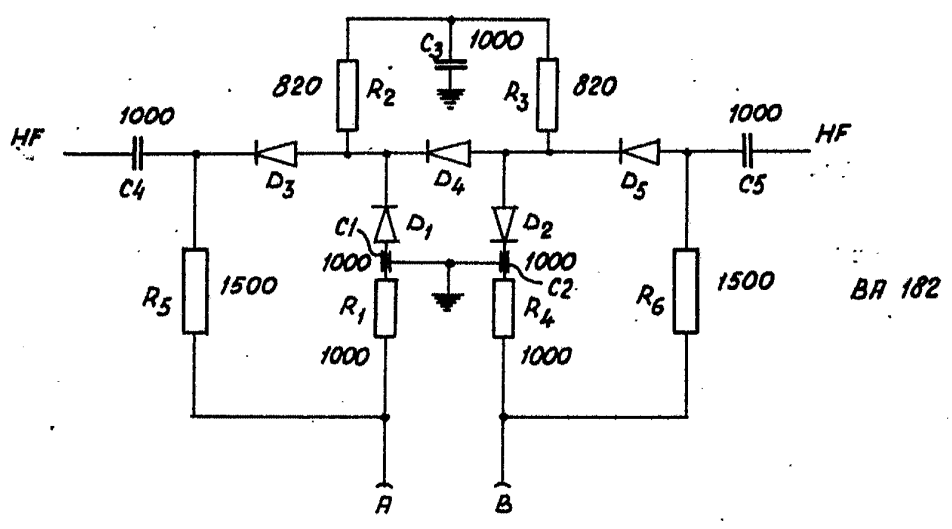 C3 1000
820 R2 R3 820
HF 1000 1000 HF
C4 D3 D4 D5 C5
C1 D1 D2
1000 1000
C2
R5 1500 R1 R4 R6 1500 BA 182
1000 1000
A B